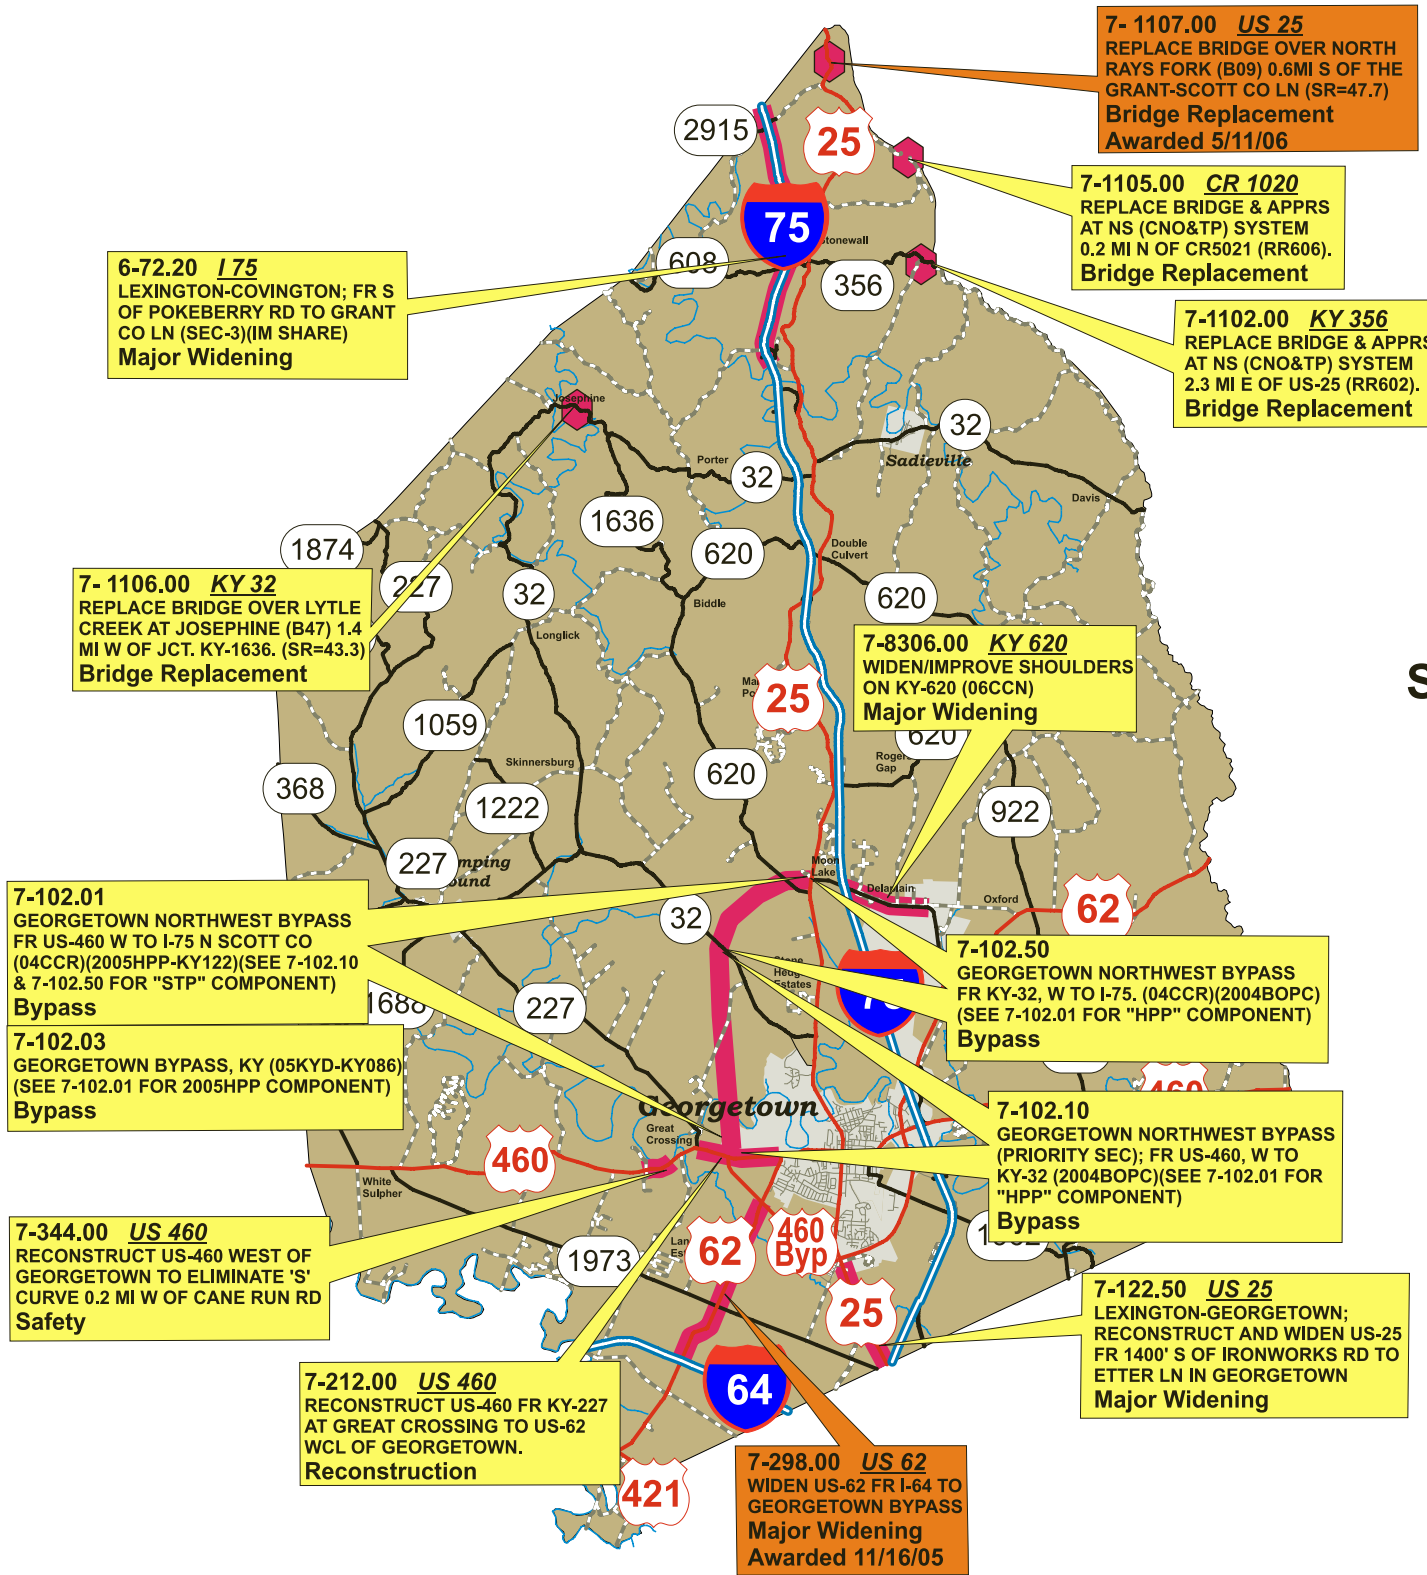 7- 1107.00 US 25
REPLACE BRIDGE OVER NORTH
RAYS FORK (B09) 0.6MI S OF THE
GRANT-SCOTT CO LN (SR=47.7)
Bridge Replacement
Awarded 5/11/06
7-1105.00 CR 1020
REPLACE BRIDGE & APPRS
AT NS (CNO&TP) SYSTEM
0.2 MI N OF CR5021 (RR606).
Bridge Replacement
7-1102.00 KY 356
REPLACE BRIDGE & APPRS
AT NS (CNO&TP) SYSTEM
2.3 MI E OF US-25 (RR602).
Bridge Replacement
6-72.20 I 75
LEXINGTON-COVINGTON; FR S
OF POKEBERRY RD TO GRANT
CO LN (SEC-3)(IM SHARE)
Major Widening
7- 1106.00 KY 32
REPLACE BRIDGE OVER LYTLE
CREEK AT JOSEPHINE (B47) 1.4
MI W OF JCT. KY-1636. (SR=43.3)
Bridge Replacement
7-8306.00 KY 620
WIDEN/IMPROVE SHOULDERS
ON KY-620 (06CCN)
Major Widening
7-102.01
GEORGETOWN NORTHWEST BYPASS
FR US-460 W TO I-75 N SCOTT CO
(04CCR)(2005HPP-KY122)(SEE 7-102.10
& 7-102.50 FOR "STP" COMPONENT)
Bypass
7-102.03
GEORGETOWN BYPASS, KY (05KYD-KY086)
(SEE 7-102.01 FOR 2005HPP COMPONENT)
Bypass
7-102.50
GEORGETOWN NORTHWEST BYPASS
FR KY-32, W TO I-75. (04CCR)(2004BOPC)
(SEE 7-102.01 FOR "HPP" COMPONENT)
Bypass
7-102.10
GEORGETOWN NORTHWEST BYPASS
(PRIORITY SEC); FR US-460, W TO
KY-32 (2004BOPC)(SEE 7-102.01 FOR
"HPP" COMPONENT)
Bypass
7-344.00 US 460
RECONSTRUCT US-460 WEST OF
GEORGETOWN TO ELIMINATE 'S'
CURVE 0.2 MI W OF CANE RUN RD
Safety
7-122.50 US 25
LEXINGTON-GEORGETOWN;
RECONSTRUCT AND WIDEN US-25
FR 1400' S OF IRONWORKS RD TO
ETTER LN IN GEORGETOWN
Major Widening
7-212.00 US 460
RECONSTRUCT US-460 FR KY-227
AT GREAT CROSSING TO US-62
WCL OF GEORGETOWN.
Reconstruction
7-298.00 US 62
WIDEN US-62 FR I-64 TO
GEORGETOWN BYPASS
Major Widening
Awarded 11/16/05
2915
25
75
Stonewall
608
356
Josephine
32
Sadieville
Porter
32
Davis
1636
1874
620
Double
Culvert
227
32
Biddle
620
Longlick
25
1059
620
Rogers
Gap
Skinnersburg
620
368
1222
922
227
Moon
Lake
Delaplain
Oxford
62
32
Stone
Hedge
Estates
75
1688
227
460
Georgetown
Great
Crossing
460
White
Sulpher
62
460
Byp
1973
25
64
421
S